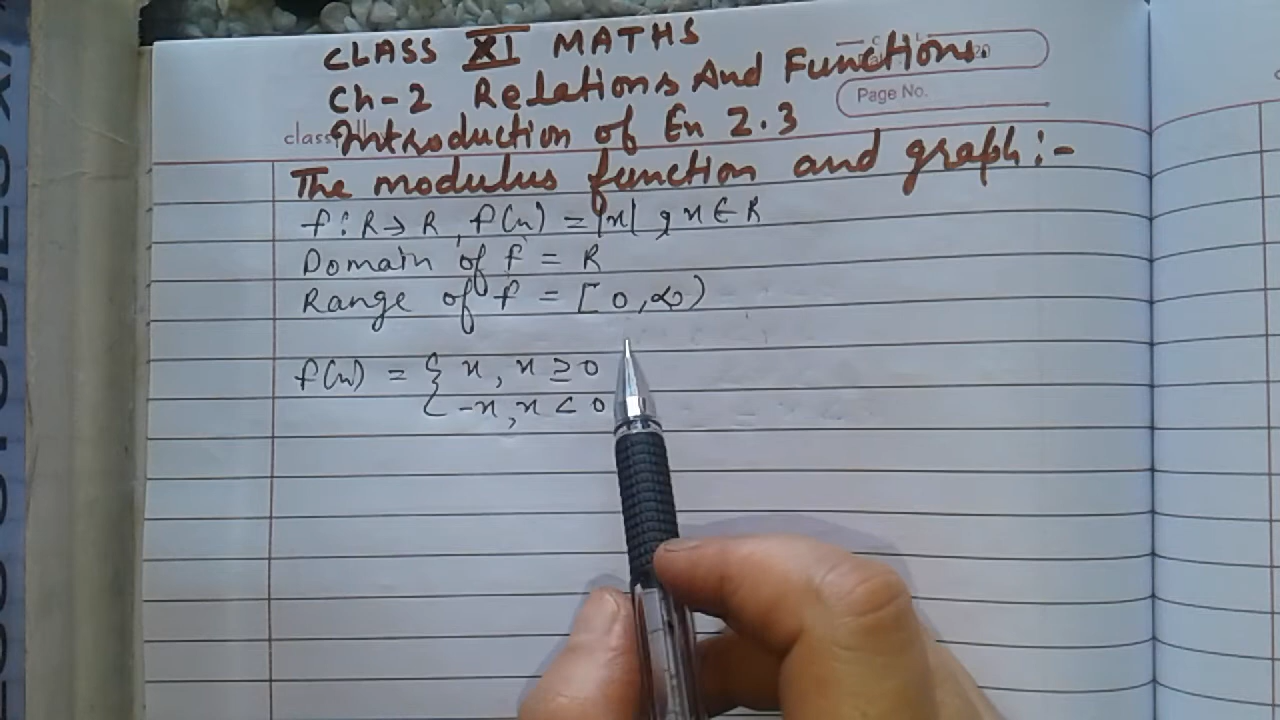 CLASS XI MATHS
Ch-2 Relations And Functions.
Page No.
class
Introduction of Ex 2.3
The modulus function and graph:-
f: R → R, f(x) = |x|, x ∈ R
Domain of f = R
Range of f = [0, ∞)
f(x) = { x, x ≥ 0
-x, x < 0